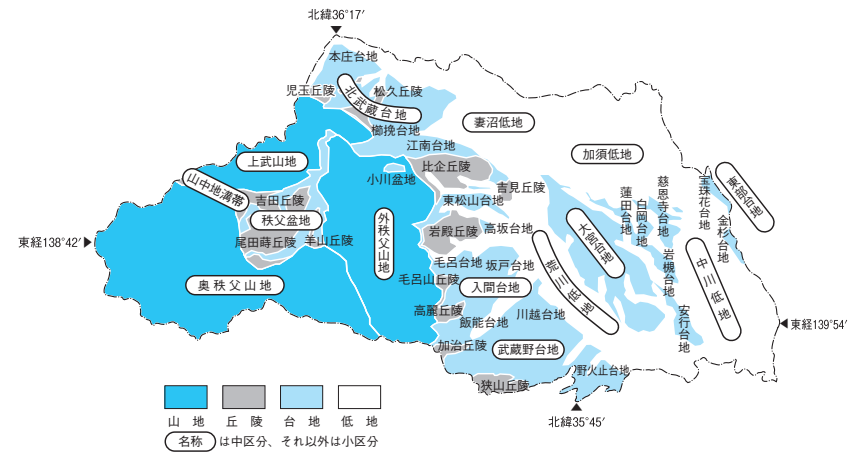 北緯36°17′
本庄台地
児玉丘陵
松久丘陵
北武蔵台地
櫛挽台地
妻沼低地
江南台地
加須低地
上武山地
比企丘陵
小川盆地
山中地溝帯
吉田丘陵
吉見丘陵
東松山台地
秩父盆地
外秩父山地
岩殿丘陵
高坂台地
尾田蒔丘陵
羊山丘陵
東経138°42′
奥秩父山地
毛呂台地
坂戸台地
毛呂山丘陵
入間台地
高麗丘陵
飯能台地
川越台地
荒川低地
大宮台地
蓮田台地
白岡台地
慈恩寺台地
岩槻台地
安行台地
宝珠花台地
金杉台地
東部台地
中川低地
東経139°54′
加治丘陵
武蔵野台地
狭山丘陵
野火止台地
北緯35°45′
山 地
丘 陵
台 地
低 地
名称 は中区分、それ以外は小区分